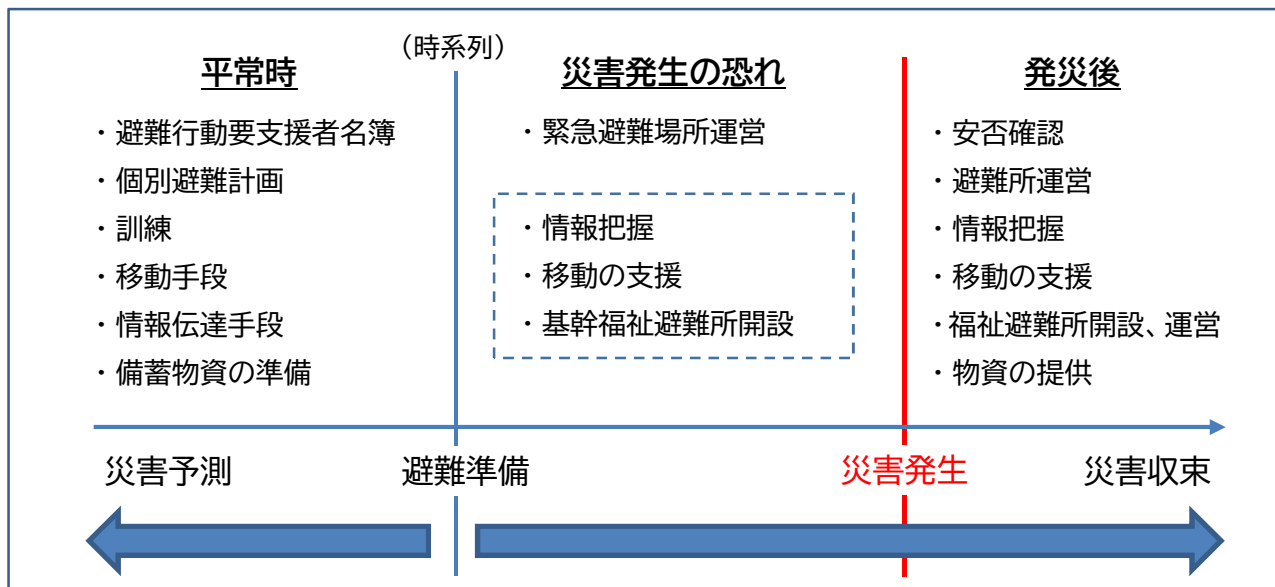 （時系列）
平常時
・避難行動要支援者名簿
・個別避難計画
・訓練
・移動手段
・情報伝達手段
・備蓄物資の準備
災害発生の恐れ
・緊急避難場所運営
・情報把握
・移動の支援
・基幹福祉避難所開設
発災後
・安否確認
・避難所運営
・情報把握
・移動の支援
・福祉避難所開設、運営
・物資の提供
災害予測
避難準備
災害発生
災害収束